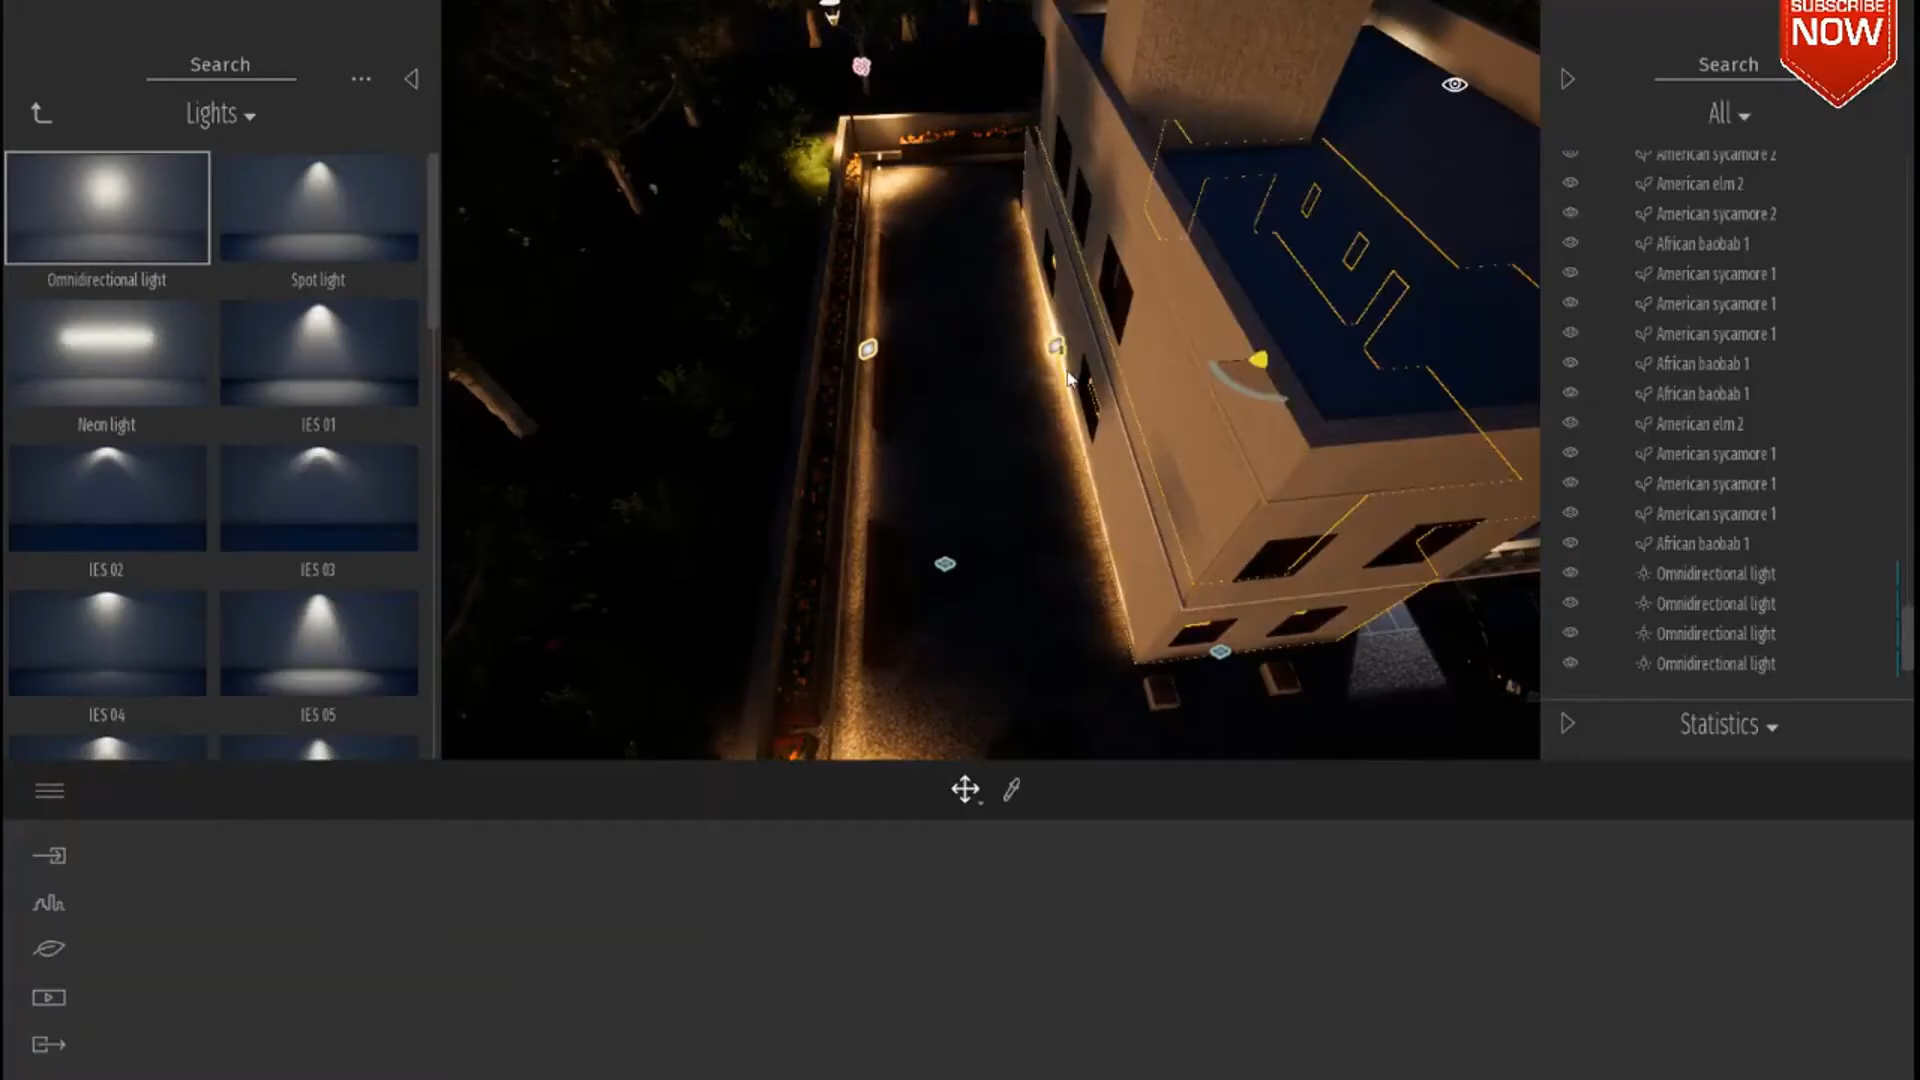 Search
Lights
Omnidirectional light
Spot light
Neon light
IES 01
IES 02
IES 03
IES 04
IES 05
SUBSCRIBE
NOW
Search
All
American sycamore 2
American elm 2
American sycamore 2
African baobab 1
American sycamore 1
American sycamore 1
American sycamore 1
African baobab 1
African baobab 1
American elm 2
American sycamore 1
American sycamore 1
American sycamore 1
African baobab 1
Omnidirectional light
Omnidirectional light
Omnidirectional light
Omnidirectional light
Statistics